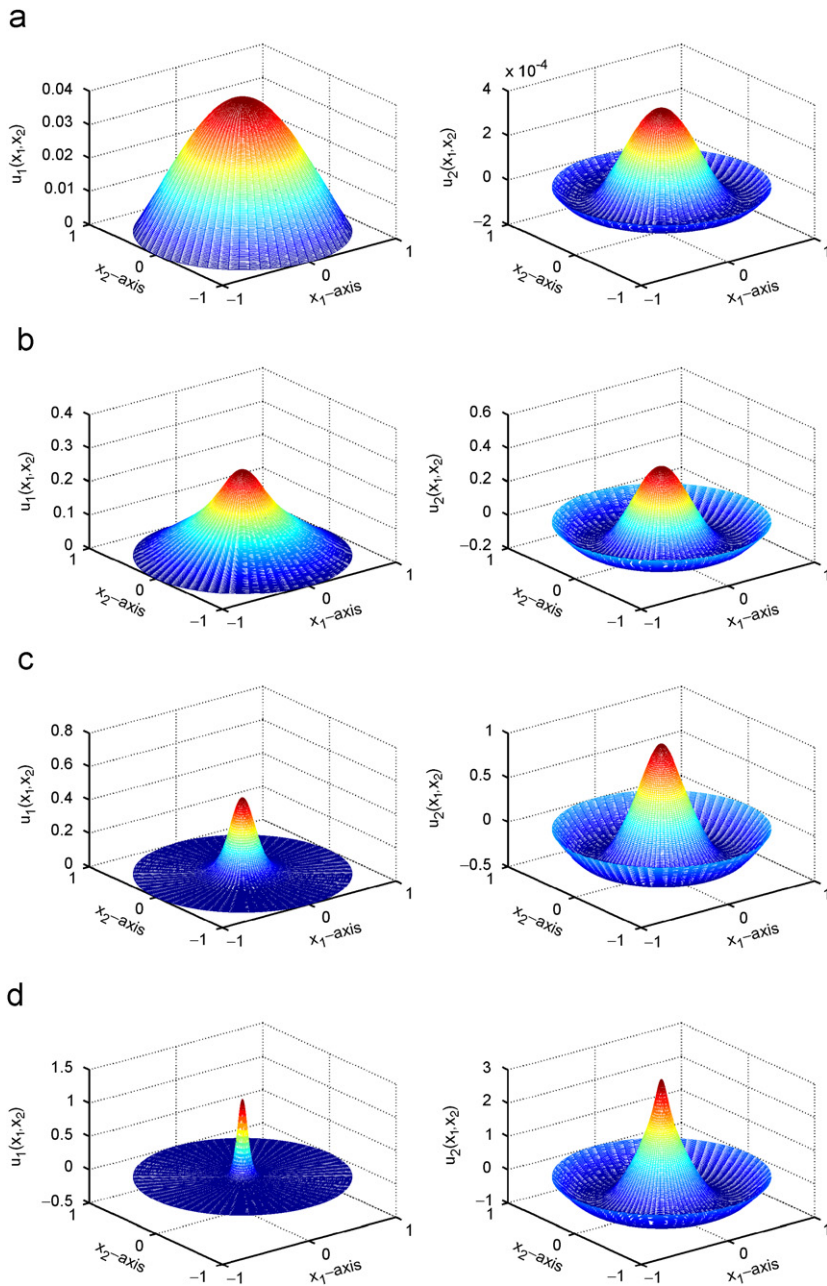 a
0.04
0.03
0.02
0.01
0
u1(x1,x2)
1
0
−1
x2−axis
−1
0
1
x1−axis
x 10−4
4
2
0
−2
u2(x1,x2)
1
0
−1
x2−axis
−1
0
1
x1−axis
b
0.4
0.3
0.2
0.1
0
u1(x1,x2)
1
0
−1
x2−axis
−1
0
1
x1−axis
0.6
0.4
0.2
0
−0.2
u2(x1,x2)
1
0
−1
x2−axis
−1
0
1
x1−axis
c
0.8
0.6
0.4
0.2
0
u1(x1,x2)
1
0
−1
x2−axis
−1
0
1
x1−axis
1
0.5
0
−0.5
u2(x1,x2)
1
0
−1
x2−axis
−1
0
1
x1−axis
d
1.5
1
0.5
0
−0.5
u1(x1,x2)
1
0
−1
x2−axis
−1
0
1
x1−axis
3
2
1
0
−1
u2(x1,x2)
1
0
−1
x2−axis
−1
0
1
x1−axis